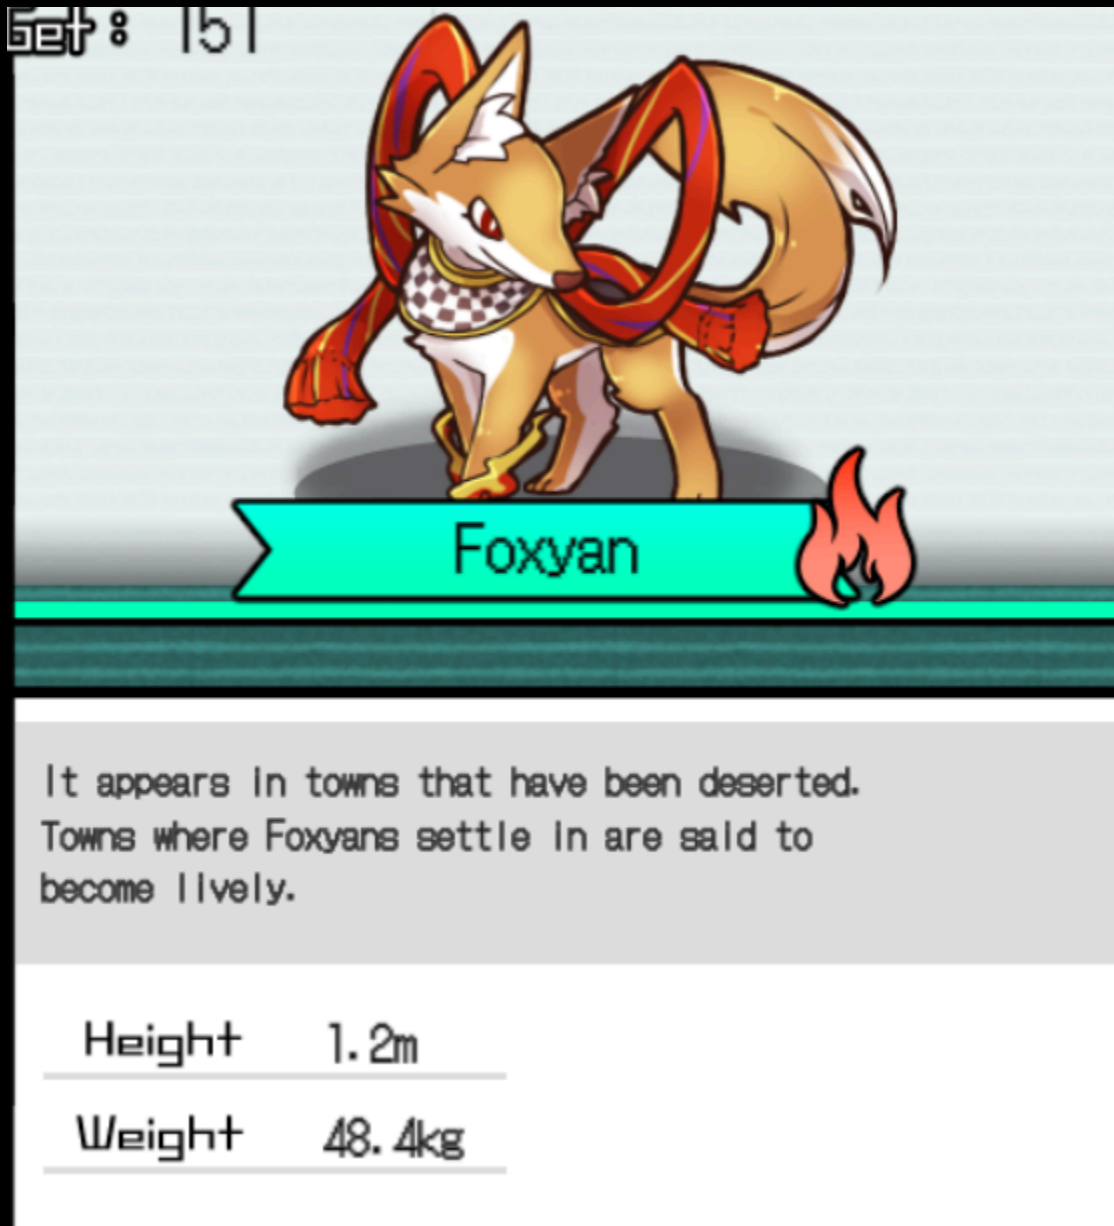 Get: 151
Foxyan
It appears in towns that have been deserted.
Towns where Foxyans settle in are said to
become lively.
Height 1.2m
Weight 48.4kg